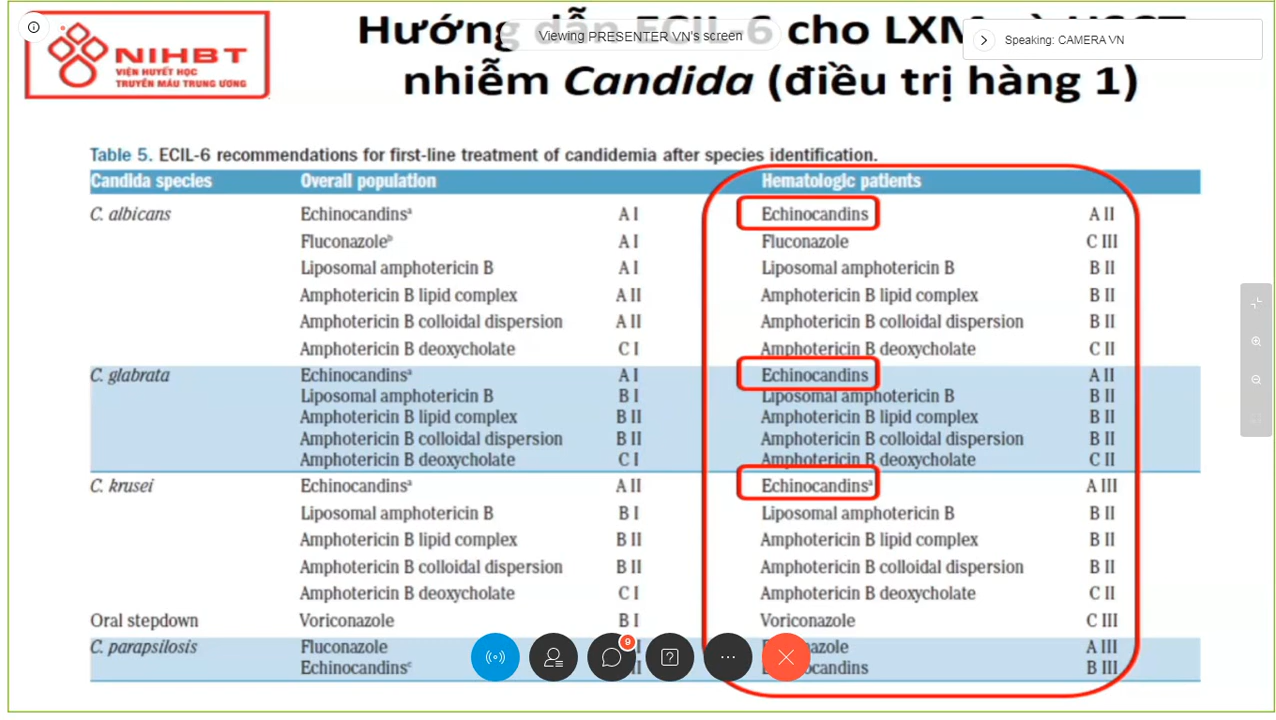 NIHBT
VIỆN HUYẾT HỌC
TRUYỀN MÁU TRUNG ƯƠNG
Hướng dẫn ECIL-6 cho LXM
nhiễm Candida (điều trị hàng 1)
Viewing PRESENTER VN's screen
Speaking: CAMERA VN
Table 5. ECIL-6 recommendations for first-line treatment of candidemia after species identification.
Candida species Overall population Hematologic patients
C. albicans Echinocandinsᵃ A I Echinocandins A II
Fluconazoleᵇ A I Fluconazole C III
Liposomal amphotericin B A I Liposomal amphotericin B B II
Amphotericin B lipid complex A II Amphotericin B lipid complex B II
Amphotericin B colloidal dispersion A II Amphotericin B colloidal dispersion B II
Amphotericin B deoxycholate C I Amphotericin B deoxycholate C II
C. glabrata Echinocandinsᵃ A I Echinocandins A II
Liposomal amphotericin B B I Liposomal amphotericin B B II
Amphotericin B lipid complex B II Amphotericin B lipid complex B II
Amphotericin B colloidal dispersion B II Amphotericin B colloidal dispersion B II
Amphotericin B deoxycholate C I Amphotericin B deoxycholate C II
C. krusei Echinocandinsᵃ A II Echinocandinsᵃ A III
Liposomal amphotericin B B I Liposomal amphotericin B B II
Amphotericin B lipid complex B II Amphotericin B lipid complex B II
Amphotericin B colloidal dispersion B II Amphotericin B colloidal dispersion B II
Amphotericin B deoxycholate C I Amphotericin B deoxycholate C II
Oral stepdown Voriconazole B I Voriconazole C III
C. parapsilosis Fluconazole A III
Echinocandinsᶜ B III
9